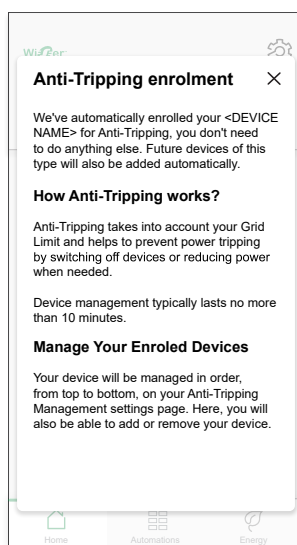 Wiser
Anti-Tripping enrolment
We've automatically enrolled your <DEVICE
NAME> for Anti-Tripping, you don't need
to do anything else. Future devices of this
type will also be added automatically.
How Anti-Tripping works?
Anti-Tripping takes into account your Grid
Limit and helps to prevent power tripping
by switching off devices or reducing power
when needed.
Device management typically lasts no more
than 10 minutes.
Manage Your Enroled Devices
Your device will be managed in order,
from top to bottom, on your Anti-Tripping
Management settings page. Here, you will
also be able to add or remove your device.
Home
Automations
Energy